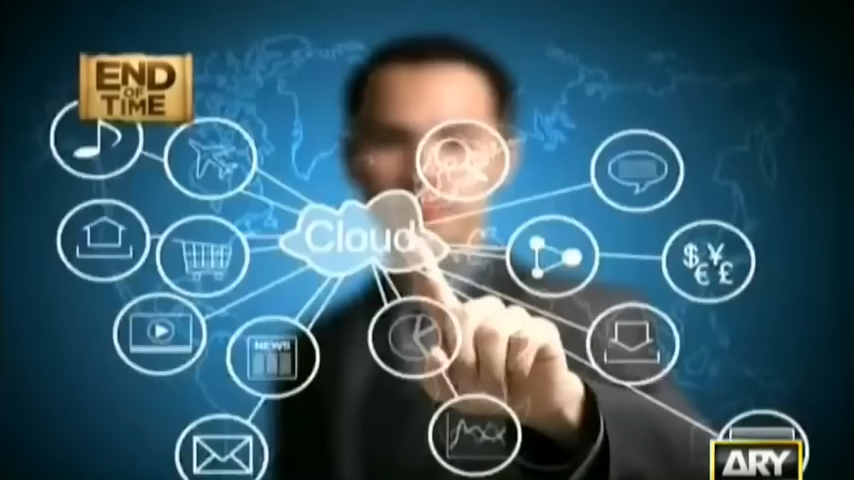 END
OF
TIME
Cloud
$ ¥
€ £
NEWS
ARY